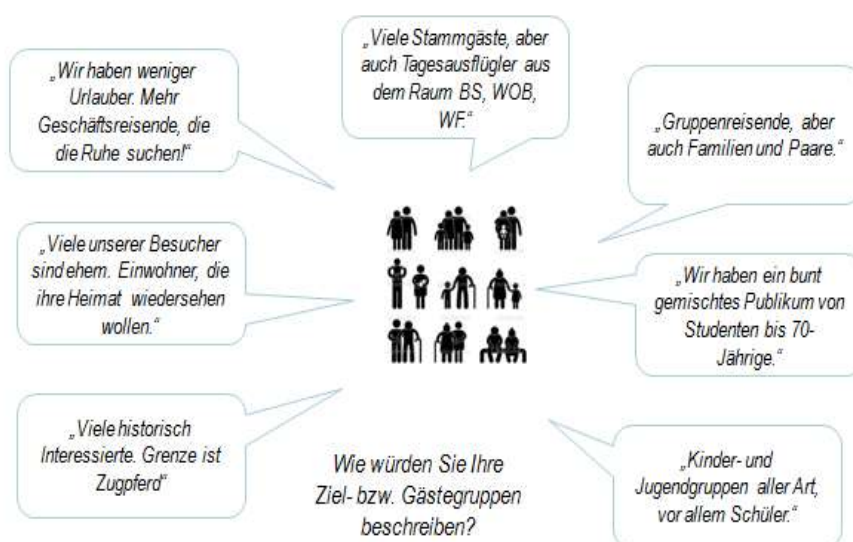 „Viele Stammgäste, aber
auch Tagesausflügler aus
dem Raum BS, WOB,
WF.“
„Wir haben weniger
Urlauber. Mehr
Geschäftsreisende, die
die Ruhe suchen!“
„Gruppenreisende, aber
auch Familien und Paare.“
„Viele unserer Besucher
sind ehem. Einwohner, die
ihre Heimat wiedersehen
wollen.“
„Wir haben ein bunt
gemischtes Publikum von
Studenten bis 70-
Jährige.“
„Viele historisch
Interessierte. Grenze ist
Zugpferd“
Wie würden Sie Ihre
Ziel- bzw. Gästegruppen
beschreiben?
„Kinder- und
Jugendgruppen aller Art,
vor allem Schüler.“